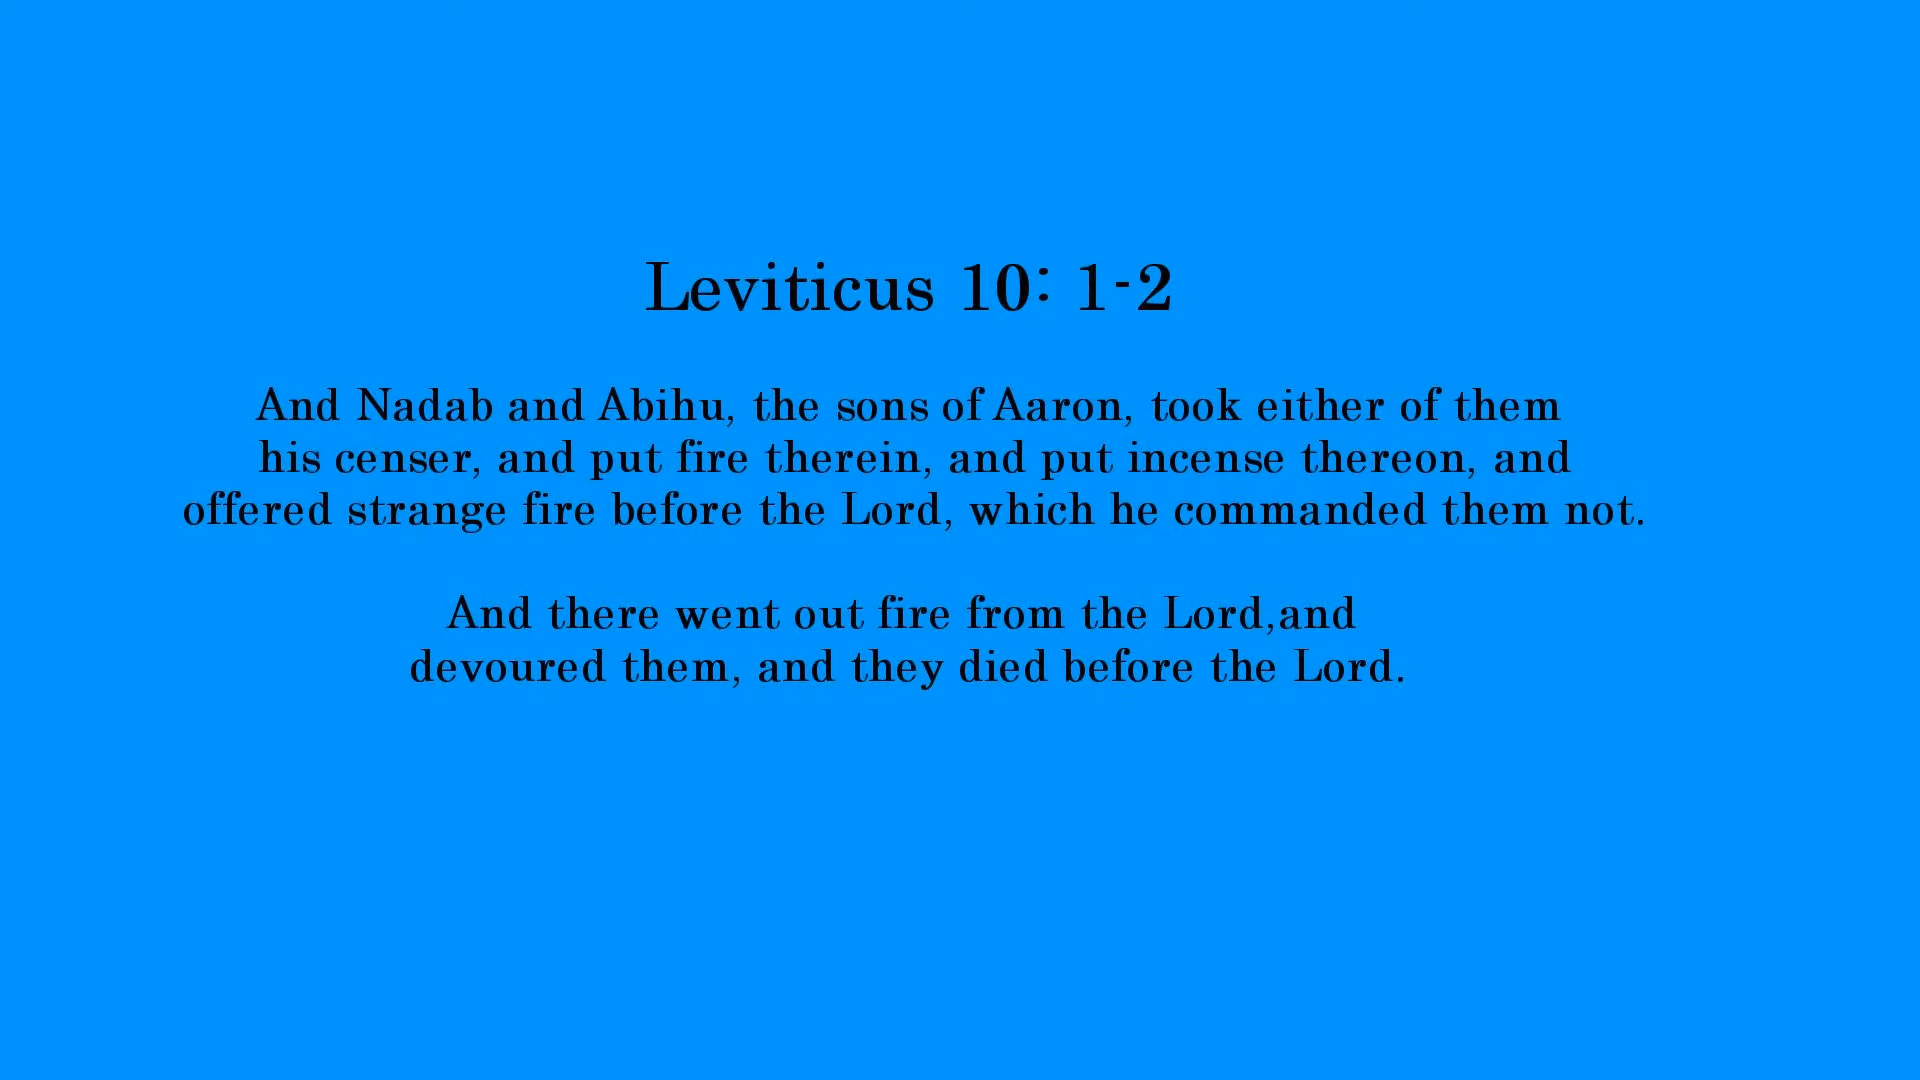 Leviticus 10: 1-2
And Nadab and Abihu, the sons of Aaron, took either of them
his censer, and put fire therein, and put incense thereon, and
offered strange fire before the Lord, which he commanded them not.
And there went out fire from the Lord,and
devoured them, and they died before the Lord.